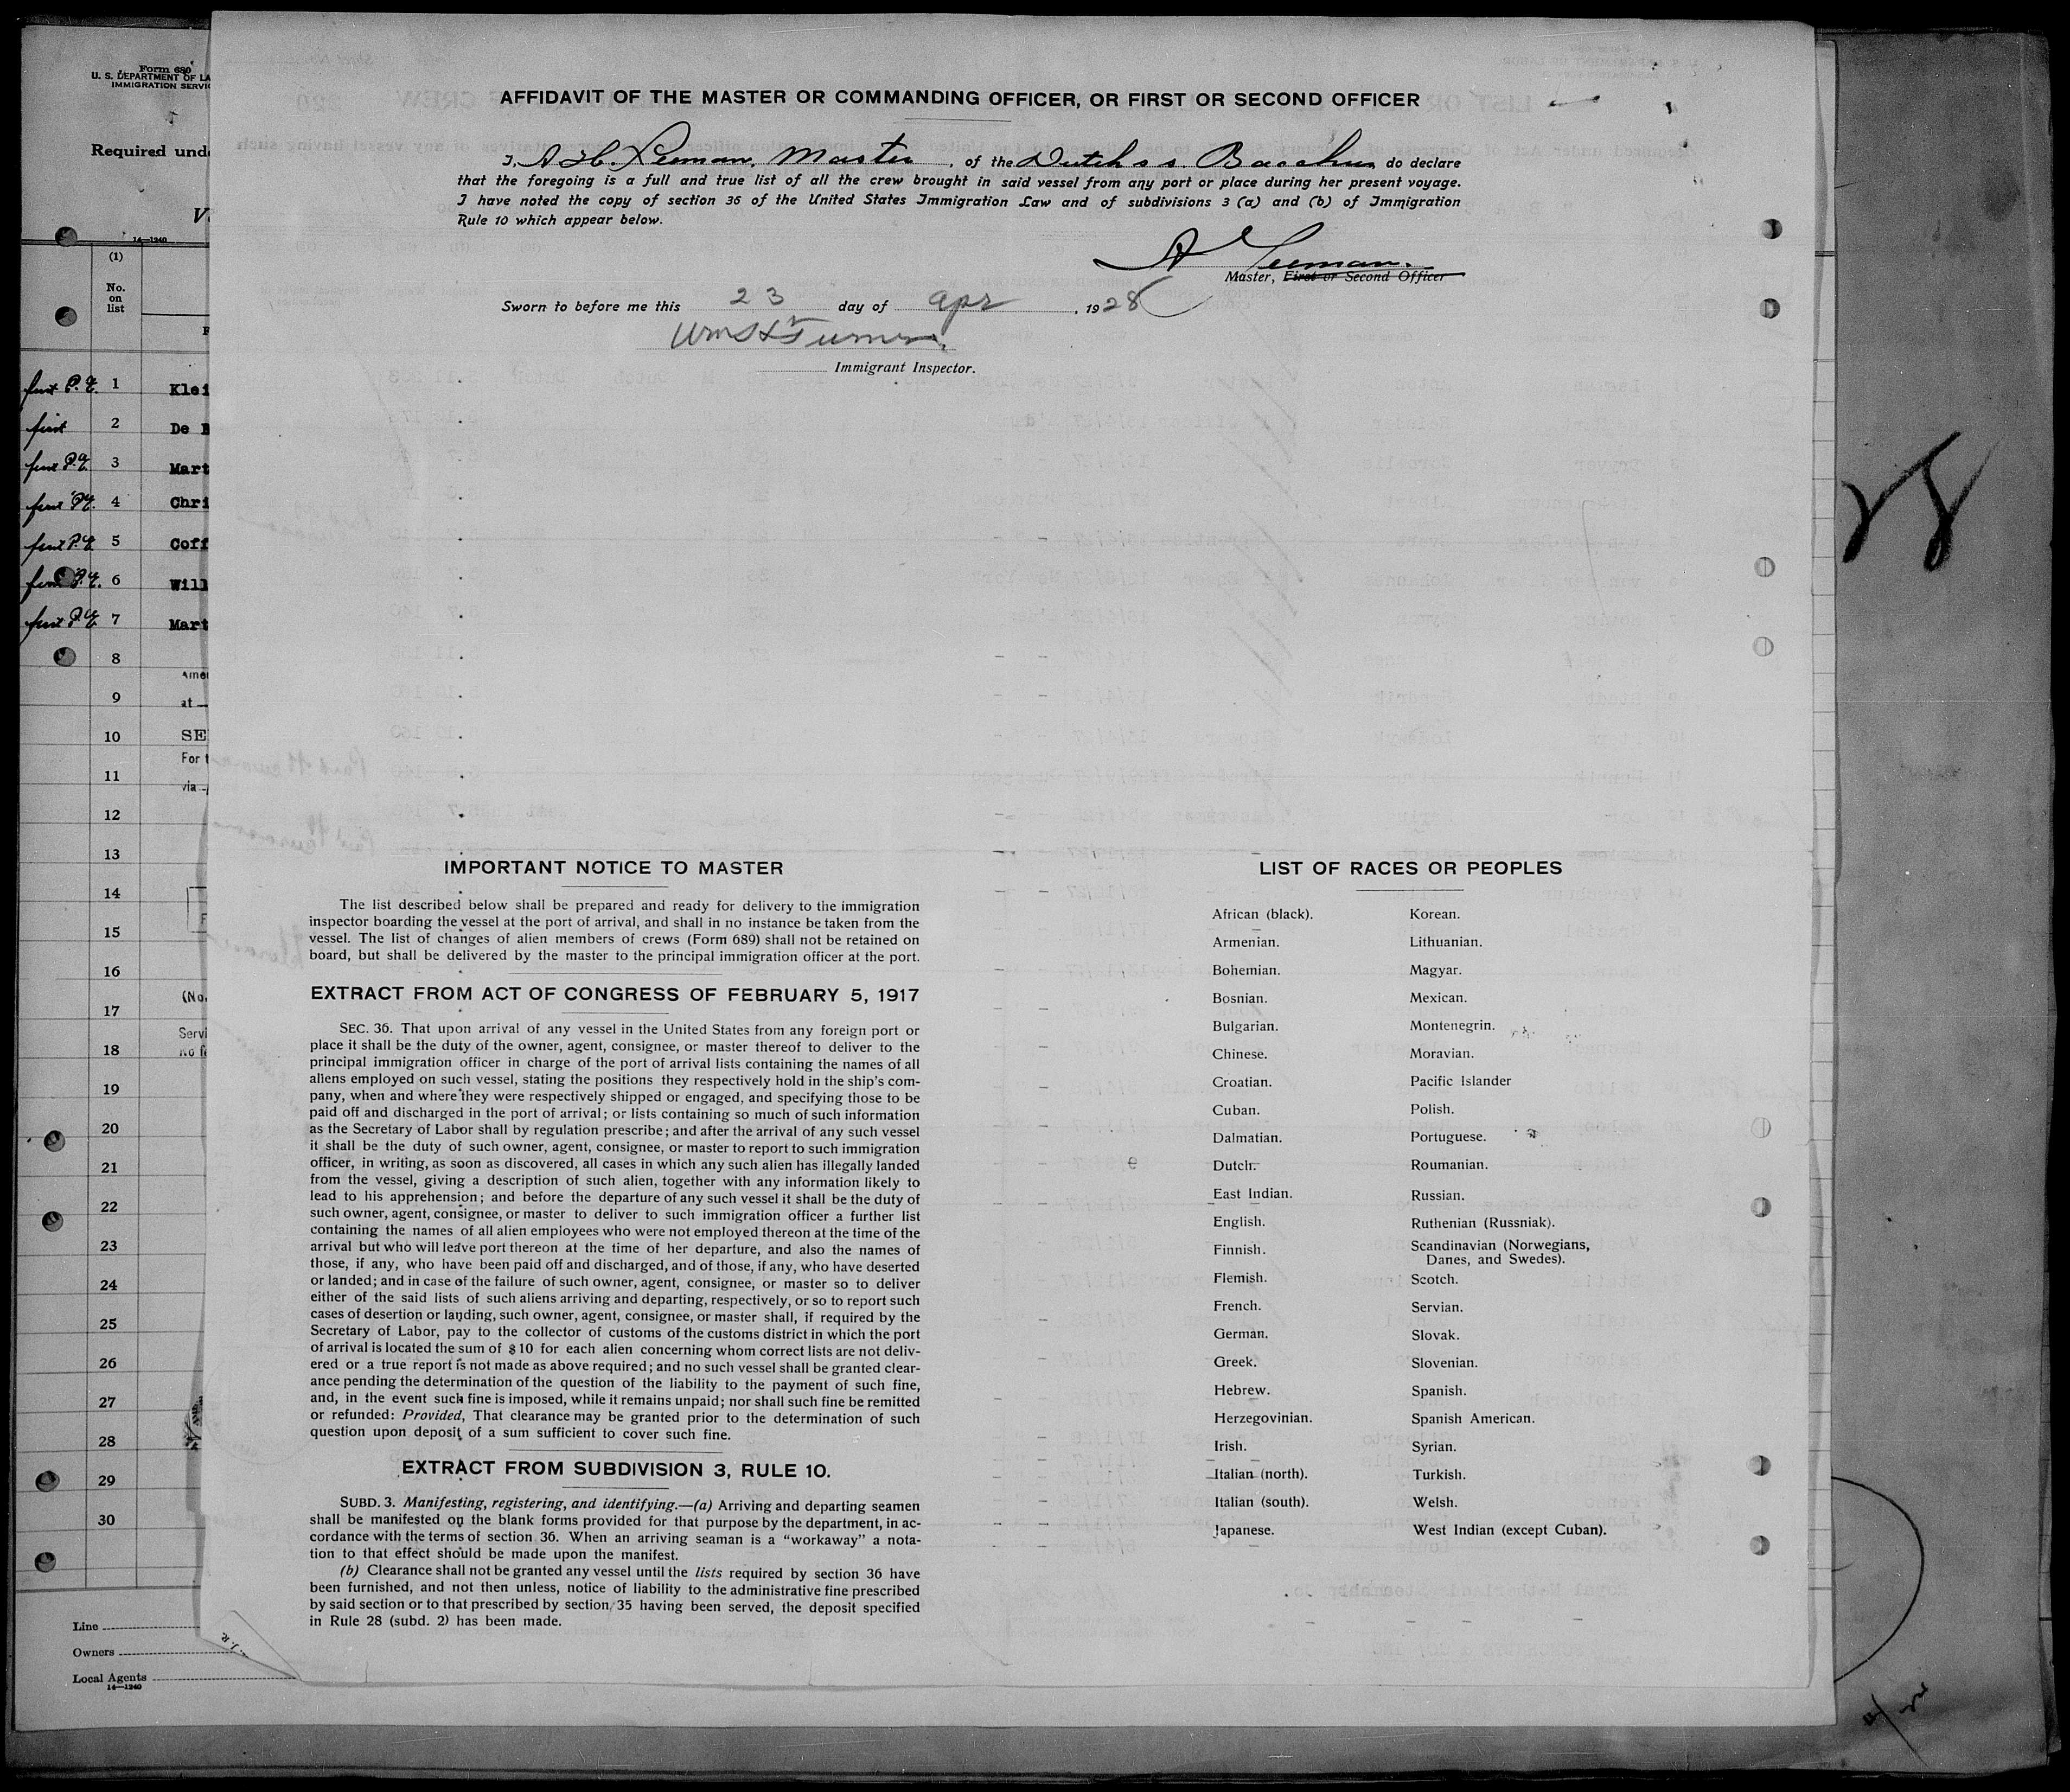 Form 680
U. S. DEPARTMENT OF LA
IMMIGRATION SERVIC
Required und
14—1240
(1)
No.
on
list
1 Klei
first 2 De
3 Mart
4 Chri
5 Coff
6 Will
7 Mart
8
9 at
10 SE
For t
11 via
12
13
14
15
16
(No.
17
Servi
18
19
20
21
22
23
24
25
26
27
28
29
30
Line
Owners
Local Agents
14—1240
AFFIDAVIT OF THE MASTER OR COMMANDING OFFICER, OR FIRST OR SECOND OFFICER
I, A H. Leeman, Master, of the Dutch s s. Bacchus do declare
that the foregoing is a full and true list of all the crew brought in said vessel from any port or place during her present voyage.
I have noted the copy of section 36 of the United States Immigration Law and of subdivisions 3 (a) and (b) of Immigration
Rule 10 which appear below.
A Leeman.
Master, First or Second Officer
Sworn to before me this 23 day of apr, 1928
Turner
Immigrant Inspector.
IMPORTANT NOTICE TO MASTER
The list described below shall be prepared and ready for delivery to the immigration
inspector boarding the vessel at the port of arrival, and shall in no instance be taken from the
vessel. The list of changes of alien members of crews (Form 689) shall not be retained on
board, but shall be delivered by the master to the principal immigration officer at the port.
EXTRACT FROM ACT OF CONGRESS OF FEBRUARY 5, 1917
SEC. 36. That upon arrival of any vessel in the United States from any foreign port or
place it shall be the duty of the owner, agent, consignee, or master thereof to deliver to the
principal immigration officer in charge of the port of arrival lists containing the names of all
aliens employed on such vessel, stating the positions they respectively hold in the ship's com-
pany, when and where they were respectively shipped or engaged, and specifying those to be
paid off and discharged in the port of arrival; or lists containing so much of such information
as the Secretary of Labor shall by regulation prescribe; and after the arrival of any such vessel
it shall be the duty of such owner, agent, consignee, or master to report to such immigration
officer, in writing, as soon as discovered, all cases in which any such alien has illegally landed
from the vessel, giving a description of such alien, together with any information likely to
lead to his apprehension; and before the departure of any such vessel it shall be the duty of
such owner, agent, consignee, or master to deliver to such immigration officer a further list
containing the names of all alien employees who were not employed thereon at the time of the
arrival but who will leave port thereon at the time of her departure, and also the names of
those, if any, who have been paid off and discharged, and of those, if any, who have deserted
or landed; and in case of the failure of such owner, agent, consignee, or master so to deliver
either of the said lists of such aliens arriving and departing, respectively, or so to report such
cases of desertion or landing, such owner, agent, consignee, or master shall, if required by the
Secretary of Labor, pay to the collector of customs of the customs district in which the port
of arrival is located the sum of $10 for each alien concerning whom correct lists are not deliv-
ered or a true report is not made as above required; and no such vessel shall be granted clear-
ance pending the determination of the question of the liability to the payment of such fine,
and, in the event such fine is imposed, while it remains unpaid; nor shall such fine be remitted
or refunded: Provided, That clearance may be granted prior to the determination of such
question upon deposit of a sum sufficient to cover such fine.
EXTRACT FROM SUBDIVISION 3, RULE 10.
SUBD. 3. Manifesting, registering, and identifying.—(a) Arriving and departing seamen
shall be manifested on the blank forms provided for that purpose by the department, in ac-
cordance with the terms of section 36. When an arriving seaman is a "workaway" a nota-
tion to that effect should be made upon the manifest.
(b) Clearance shall not be granted any vessel until the lists required by section 36 have
been furnished, and not then unless, notice of liability to the administrative fine prescribed
by said section or to that prescribed by section 35 having been served, the deposit specified
in Rule 28 (subd. 2) has been made.
LIST OF RACES OR PEOPLES
African (black).
Armenian.
Bohemian.
Bosnian.
Bulgarian.
Chinese.
Croatian.
Cuban.
Dalmatian.
Dutch.
East Indian.
English.
Finnish.
Flemish.
French.
German.
Greek.
Hebrew.
Herzegovinian.
Irish.
Italian (north).
Italian (south).
Japanese.
Korean.
Lithuanian.
Magyar.
Mexican.
Montenegrin.
Moravian.
Pacific Islander
Polish.
Portuguese.
Roumanian.
Russian.
Ruthenian (Russniak).
Scandinavian (Norwegians,
Danes, and Swedes).
Scotch.
Servian.
Slovak.
Slovenian.
Spanish.
Spanish American.
Syrian.
Turkish.
Welsh.
West Indian (except Cuban).
28